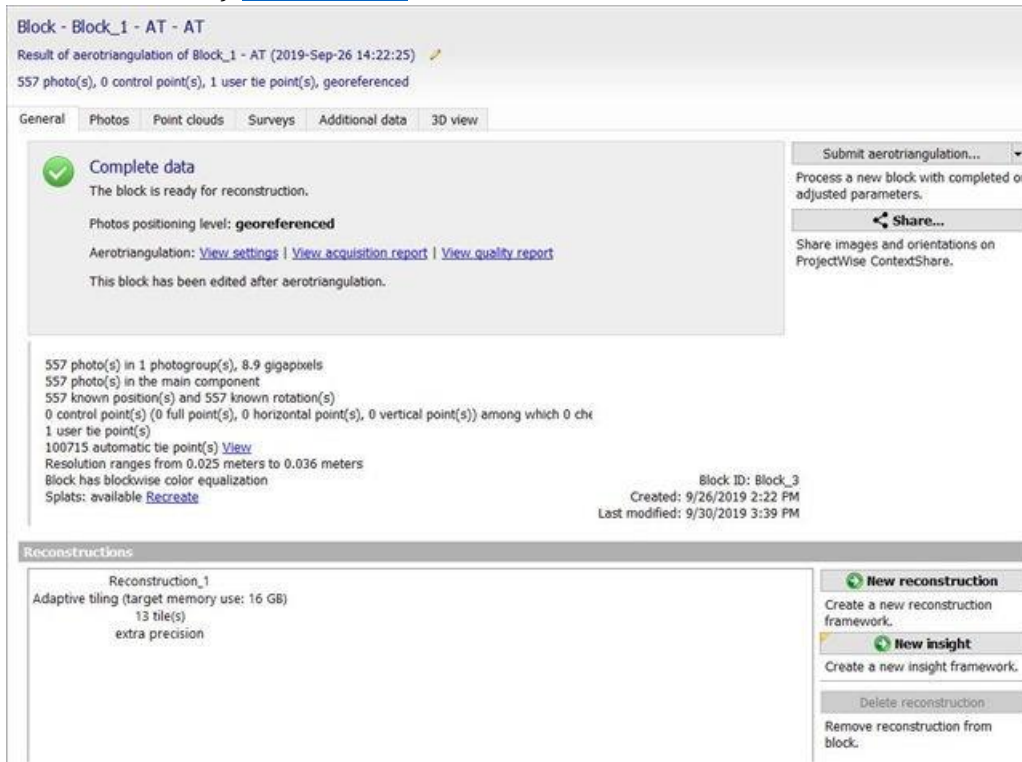 Block - Block_1 - AT - AT
Result of aerotriangulation of Block_1 - AT (2019-Sep-26 14:22:25)
557 photo(s), 0 control point(s), 1 user tie point(s), georeferenced
General Photos Point clouds Surveys Additional data 3D view
Complete data
The block is ready for reconstruction.
Photos positioning level: georeferenced
Aerotriangulation: View settings | View acquisition report | View quality report
This block has been edited after aerotriangulation.
Submit aerotriangulation...
Process a new block with completed o
adjusted parameters.
Share...
Share images and orientations on
ProjectWise ContextShare.
557 photo(s) in 1 photogroup(s), 8.9 gigapixels
557 photo(s) in the main component
557 known position(s) and 557 known rotation(s)
0 control point(s) (0 full point(s), 0 horizontal point(s), 0 vertical point(s)) among which 0 che
1 user tie point(s)
100715 automatic tie point(s) View
Resolution ranges from 0.025 meters to 0.036 meters
Block has blockwise color equalization
Splats: available Recreate
Block ID: Block_3
Created: 9/26/2019 2:22 PM
Last modified: 9/30/2019 3:39 PM
Reconstructions
Reconstruction_1
Adaptive tiling (target memory use: 16 GB)
13 tile(s)
extra precision
New reconstruction
Create a new reconstruction
framework.
New insight
Create a new insight framework.
Delete reconstruction
Remove reconstruction from
block.